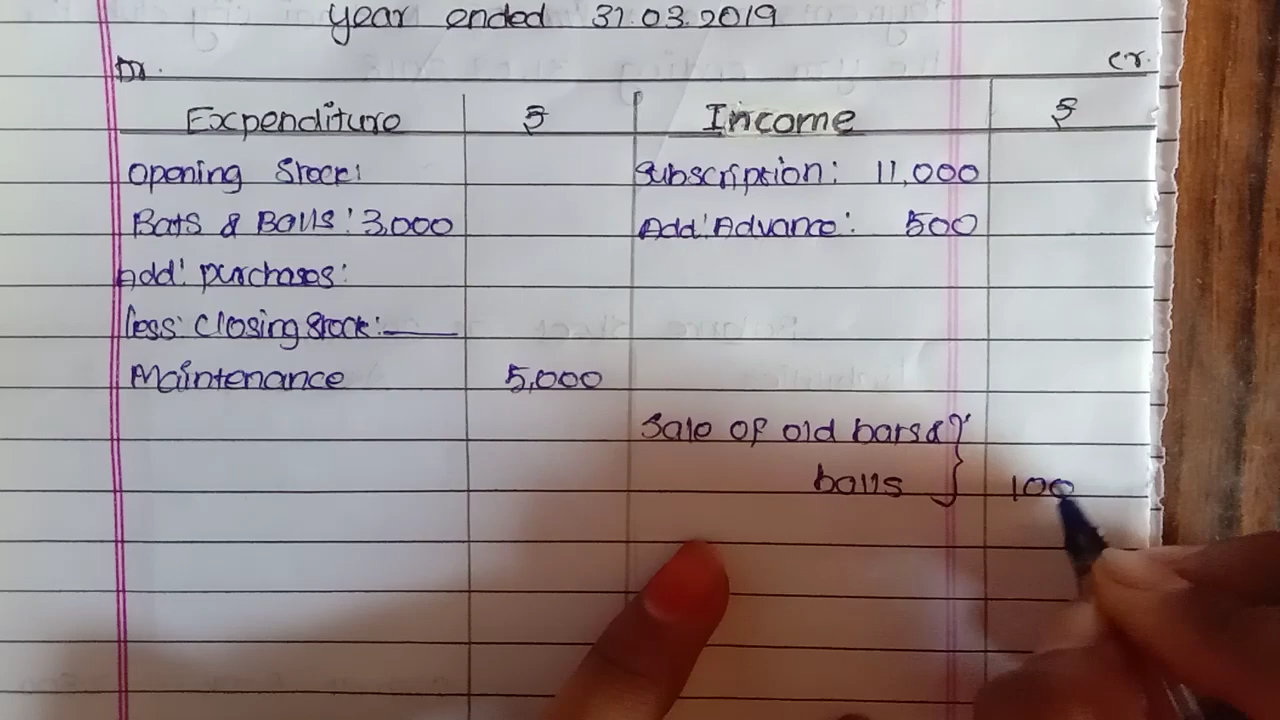 year ended 31.03.2019
Dr. Cr.
Expenditure ₹ Income ₹
Opening Stock: Subscription: 11,000
Bats & Balls: 3,000 Add: Advance: 500
Add: purchases:
less: closing stock:
Maintenance 5,000
Sale of old bats &
balls 100